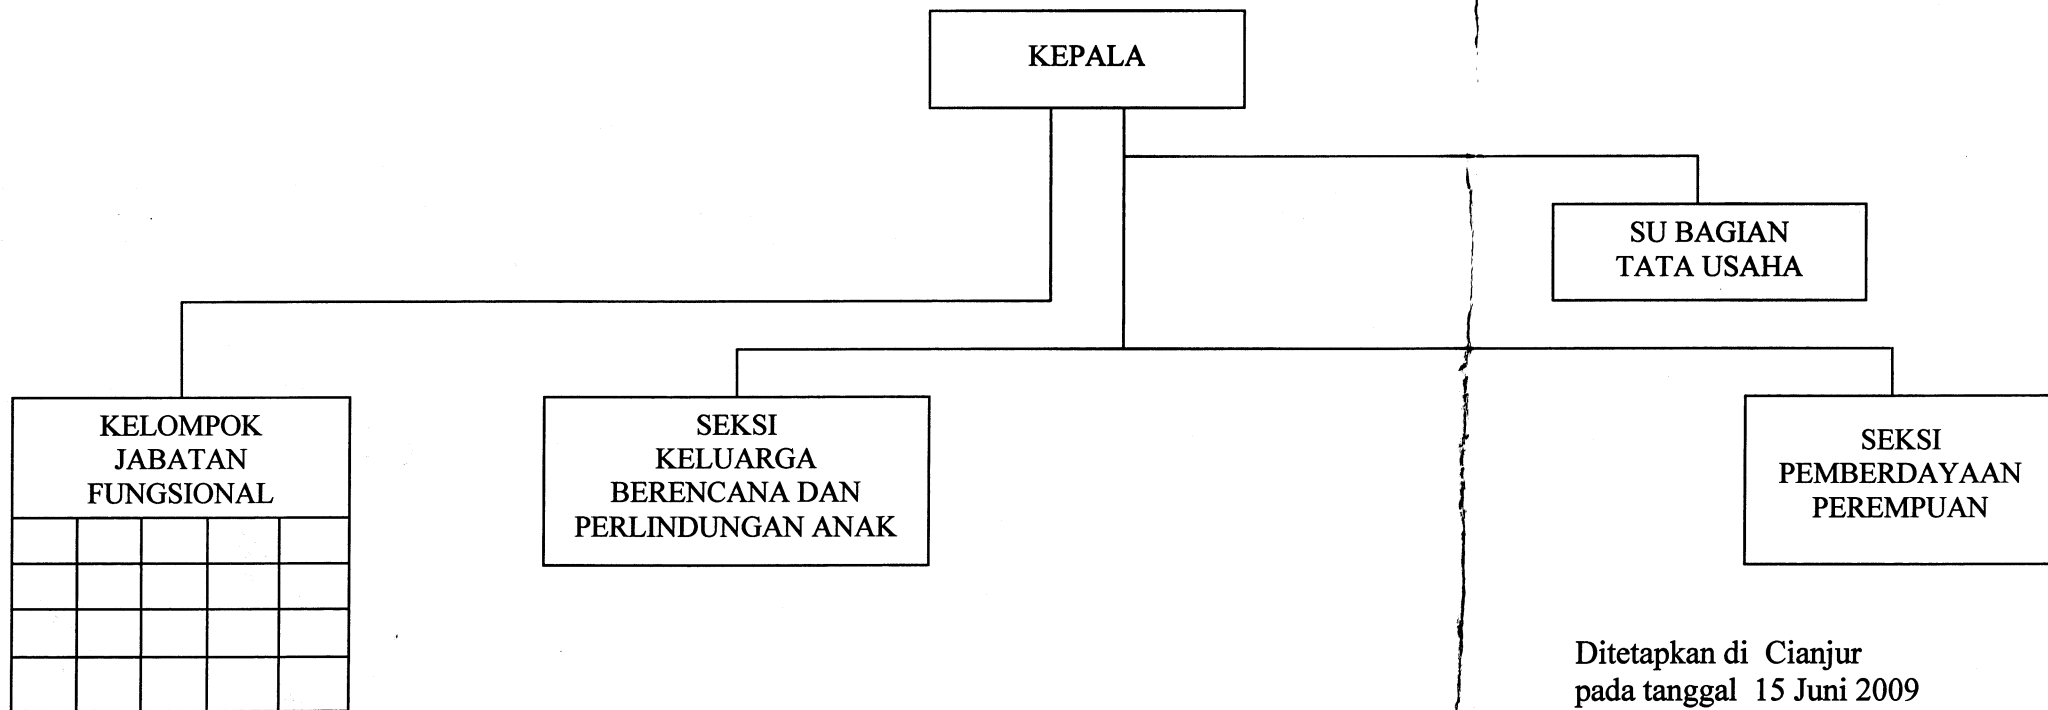 KEPALA
SU BAGIAN
TATA USAHA
KELOMPOK
JABATAN
FUNGSIONAL
SEKSI
KELUARGA
BERENCANA DAN
PERLINDUNGAN ANAK
SEKSI
PEMBERDAYAAN
PEREMPUAN
Ditetapkan di Cianjur
pada tanggal 15 Juni 2009